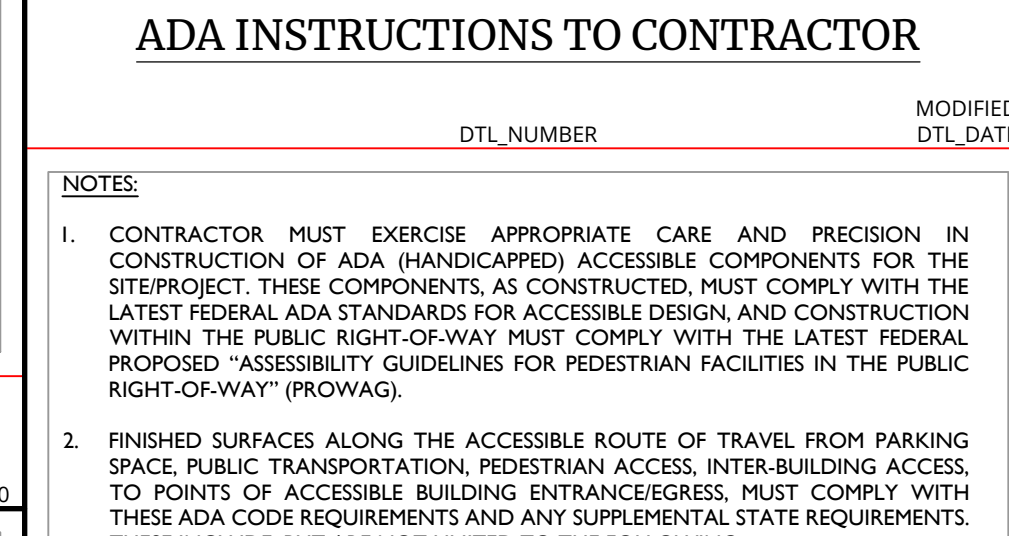 ADA INSTRUCTIONS TO CONTRACTOR
MODIFIED
DTL_NUMBER DTL_DATE
NOTES:
1. CONTRACTOR MUST EXERCISE APPROPRIATE CARE AND PRECISION IN
CONSTRUCTION OF ADA (HANDICAPPED) ACCESSIBLE COMPONENTS FOR THE
SITE/PROJECT. THESE COMPONENTS, AS CONSTRUCTED, MUST COMPLY WITH THE
LATEST FEDERAL ADA STANDARDS FOR ACCESSIBLE DESIGN, AND CONSTRUCTION
WITHIN THE PUBLIC RIGHT-OF-WAY MUST COMPLY WITH THE LATEST FEDERAL
PROPOSED “ASSESSIBILITY GUIDELINES FOR PEDESTRIAN FACILITIES IN THE PUBLIC
RIGHT-OF-WAY” (PROWAG).
2. FINISHED SURFACES ALONG THE ACCESSIBLE ROUTE OF TRAVEL FROM PARKING
SPACE, PUBLIC TRANSPORTATION, PEDESTRIAN ACCESS, INTER-BUILDING ACCESS,
TO POINTS OF ACCESSIBLE BUILDING ENTRANCE/EGRESS, MUST COMPLY WITH
THESE ADA CODE REQUIREMENTS AND ANY SUPPLEMENTAL STATE REQUIREMENTS.
0